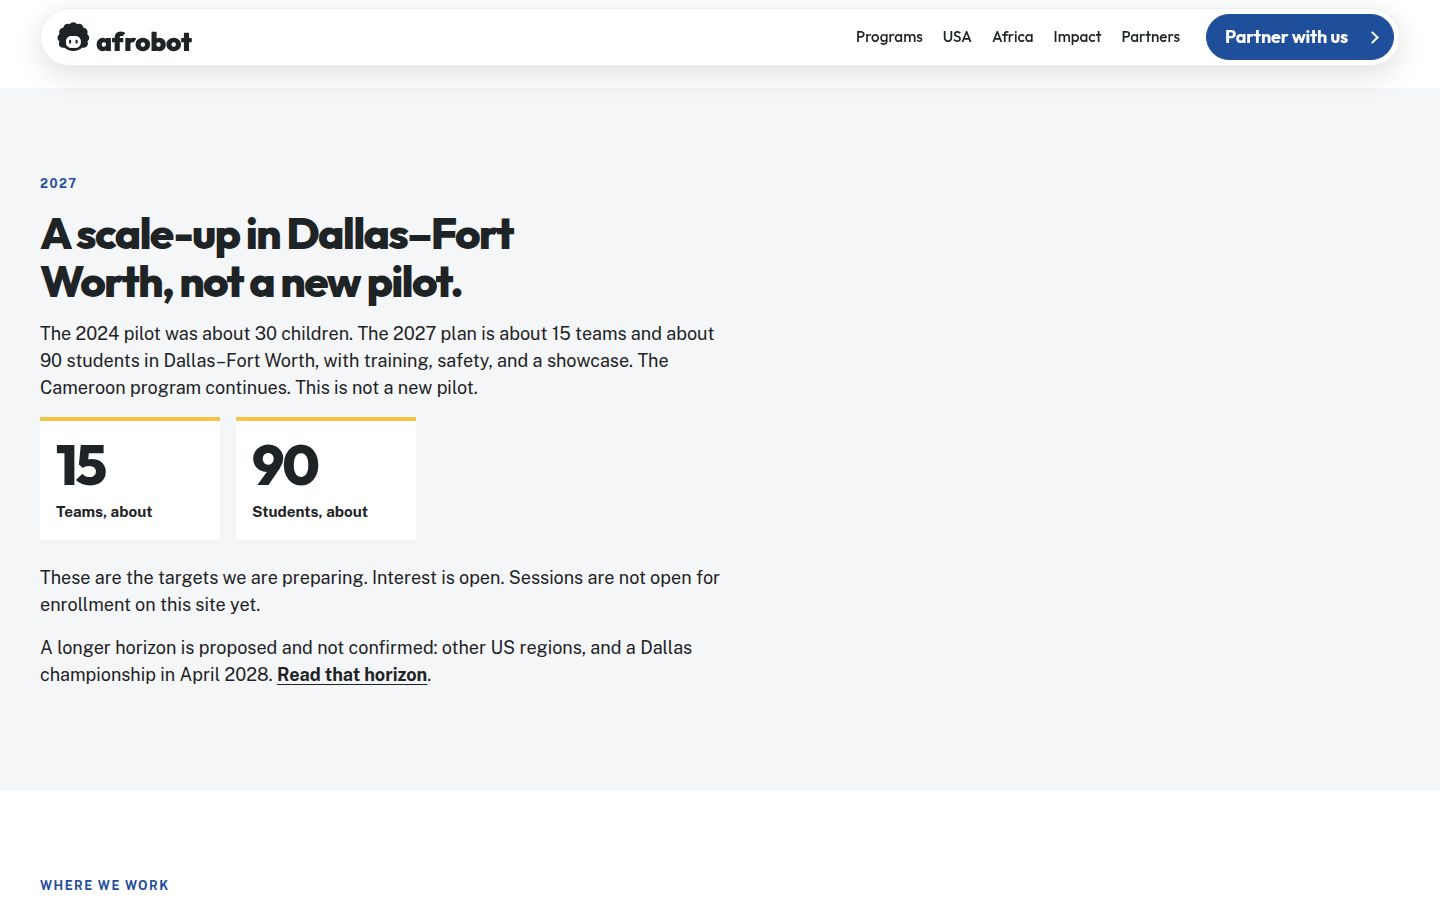 afrobot
Programs USA Africa Impact Partners Partner with us
2027
A scale-up in Dallas–Fort
Worth, not a new pilot.
The 2024 pilot was about 30 children. The 2027 plan is about 15 teams and about
90 students in Dallas–Fort Worth, with training, safety, and a showcase. The
Cameroon program continues. This is not a new pilot.
15
Teams, about
90
Students, about
These are the targets we are preparing. Interest is open. Sessions are not open for
enrollment on this site yet.
A longer horizon is proposed and not confirmed: other US regions, and a Dallas
championship in April 2028. Read that horizon.
WHERE WE WORK